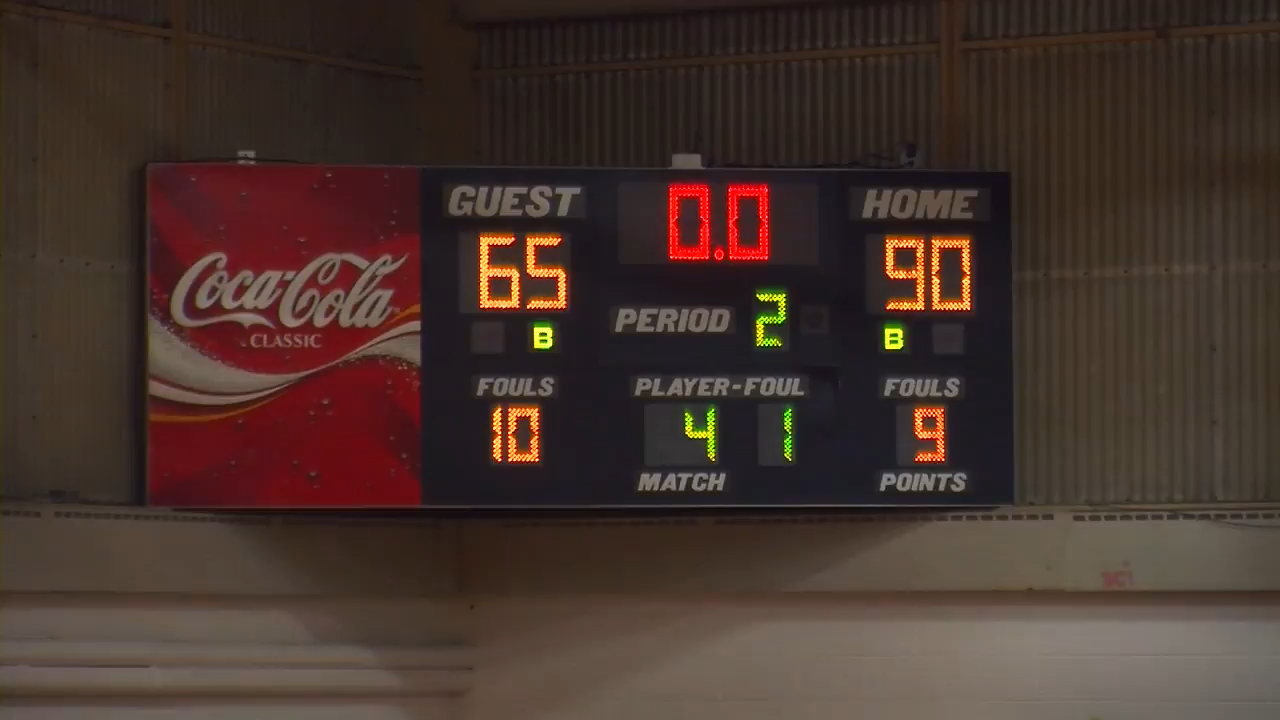 GUEST
0.0
HOME
65
90
Coca-Cola
CLASSIC
PERIOD 2
B
B
FOULS
PLAYER-FOUL
FOULS
10
4 1
9
MATCH
POINTS